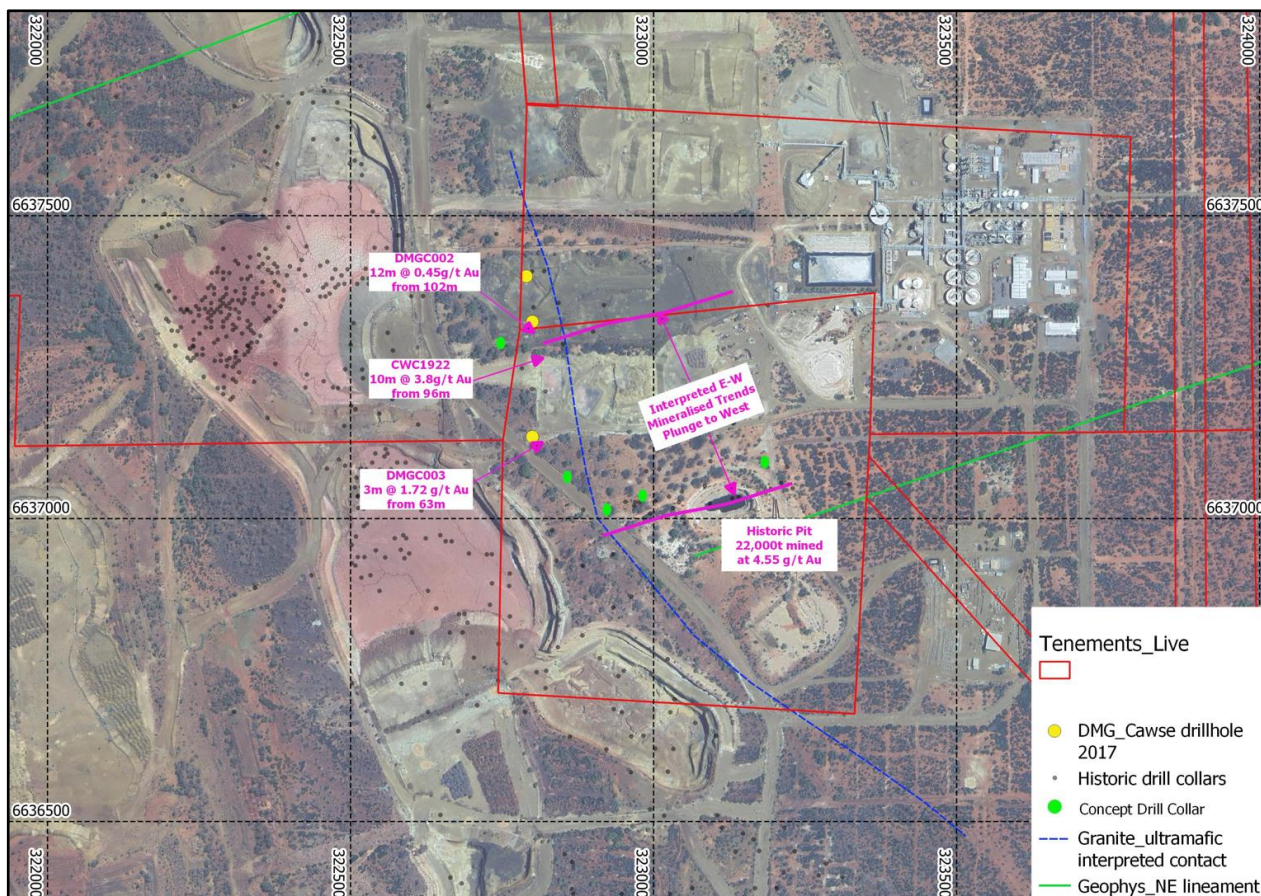 322000
322500
323000
323500
324000
6637500
6637500
DMGC002
12m @ 0.45g/t Au
from 102m
CWC1922
10m @ 3.8g/t Au
from 96m
Interpreted E-W
Mineralised Trends
Plunge to West
DMGC003
3m @ 1.72 g/t Au
from 63m
6637000
6637000
Historic Pit
22,000t mined
at 4.55 g/t Au
6636500
322000
322500
323000
323500
Tenements_Live
DMG_Cawse drillhole
2017
Historic drill collars
Concept Drill Collar
Granite_ultramafic
interpreted contact
Geophys_NE lineament